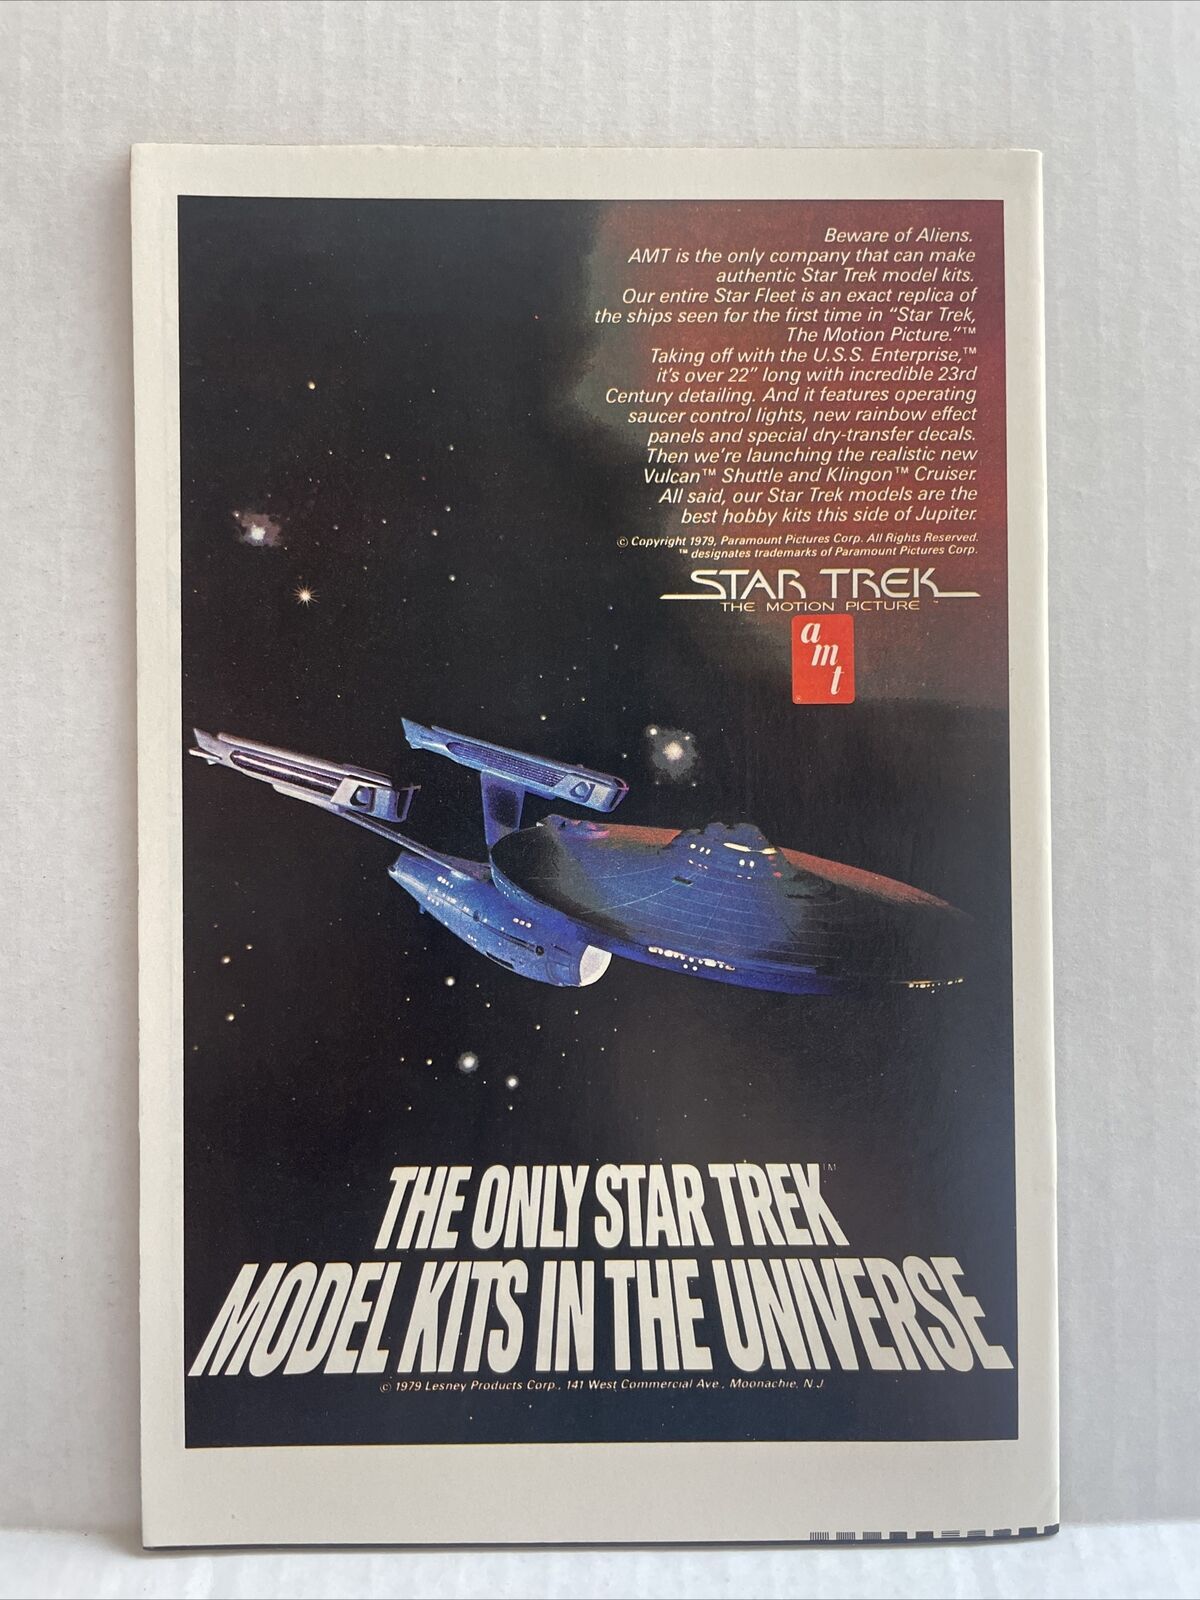 Beware of Aliens.
AMT is the only company that can make
authentic Star Trek model kits.
Our entire Star Fleet is an exact replica of
the ships seen for the first time in “Star Trek,
The Motion Picture.”™
Taking off with the U.S.S. Enterprise,™
it’s over 22” long with incredible 23rd
Century detailing. And it features operating
saucer control lights, new rainbow effect
panels and special dry-transfer decals.
Then we’re launching the realistic new
Vulcan™ Shuttle and Klingon™ Cruiser.
All said, our Star Trek models are the
best hobby kits this side of Jupiter.
© Copyright 1979, Paramount Pictures Corp. All Rights Reserved.
™ designates trademarks of Paramount Pictures Corp.
STAR TREK
THE MOTION PICTURE ™
amt
®
THE ONLY STAR TREK™
MODEL KITS IN THE UNIVERSE
© 1979 Lesney Products Corp., 141 West Commercial Ave., Moonachie, N.J.